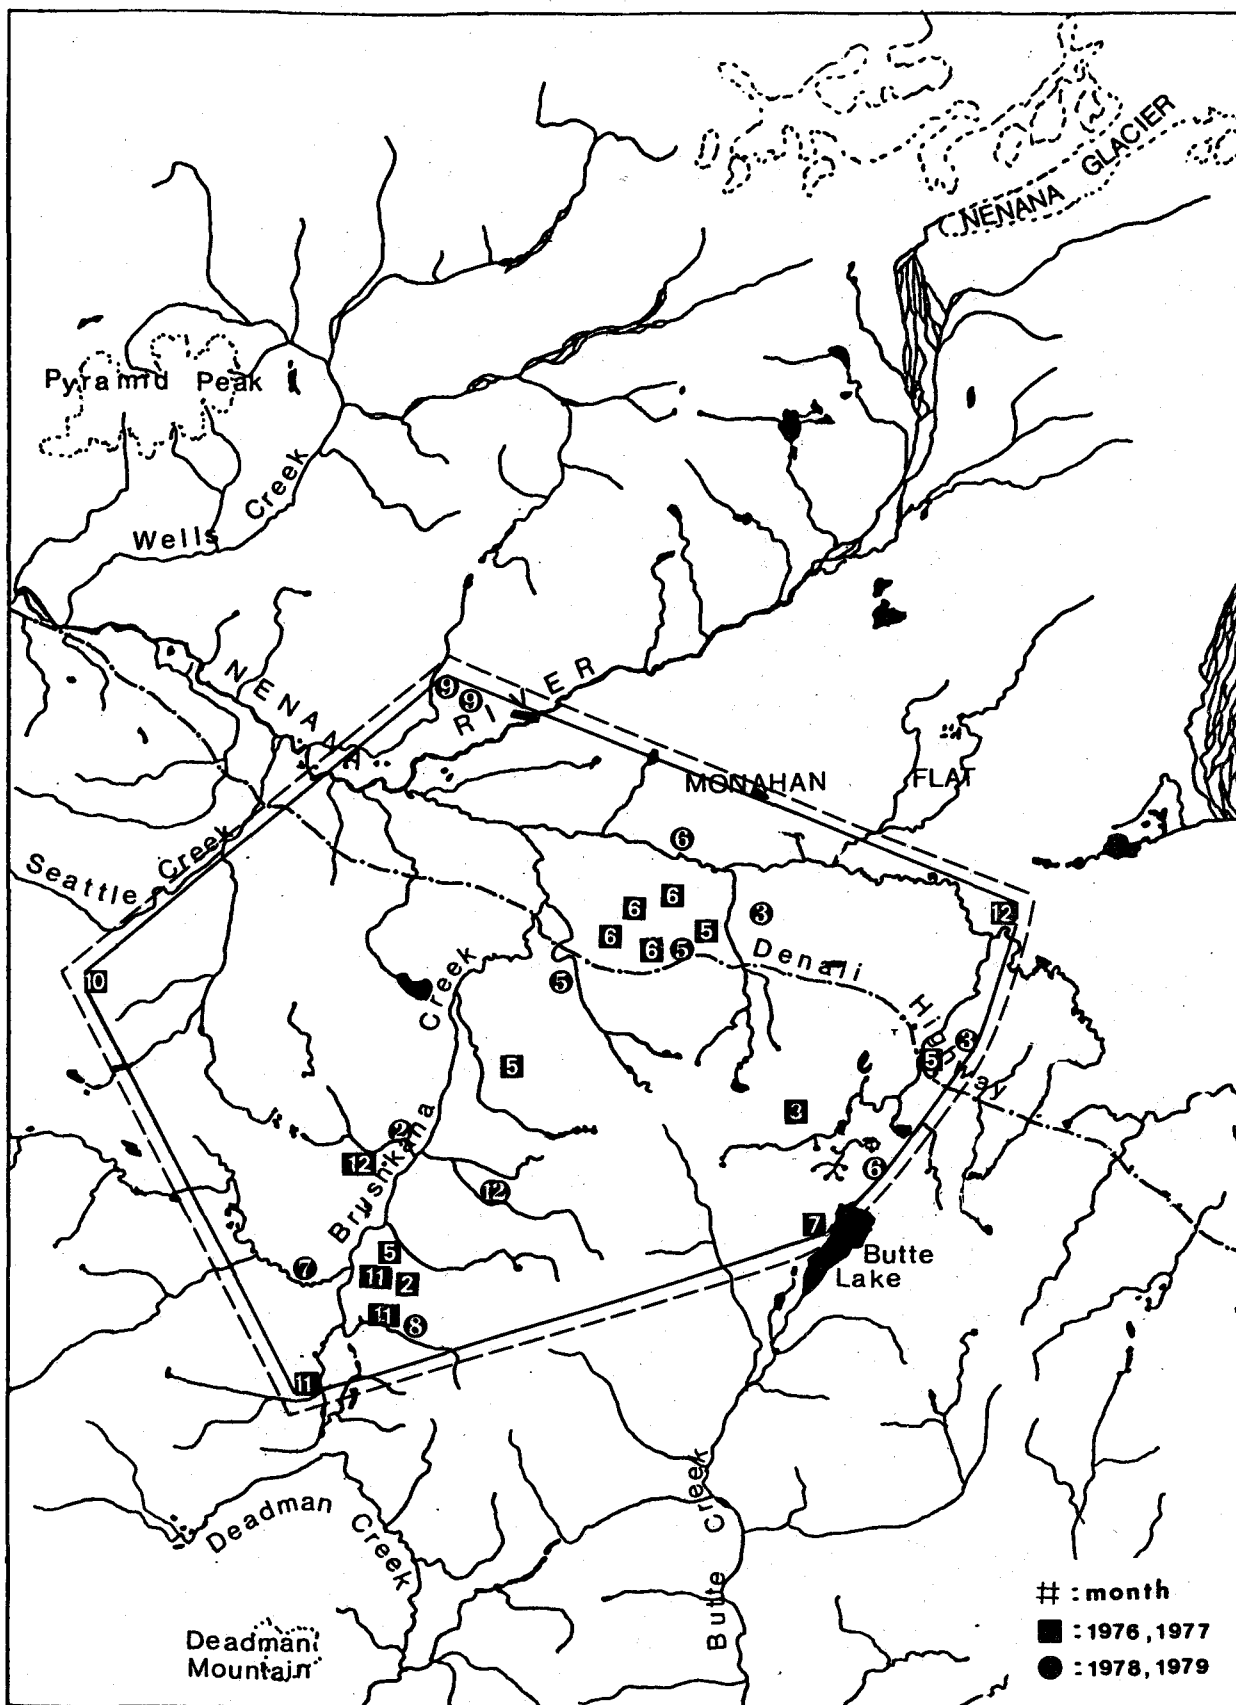 NENANA GLACIER
Pyramid Peak
Wells Creek
NENANA RIVER
9
9
MONAHAN FLAT
Seattle Creek
6
6
6
3
12
6
5
6
5
Denali Highway
10
5
Creek
3
5
5
3
2
12
Brushkana
12
6
7
5
7
Butte
Lake
11
2
11
8
11
Butte Creek
Deadman Creek
Deadman
Mountain
# : month
■ : 1976, 1977
● : 1978, 1979